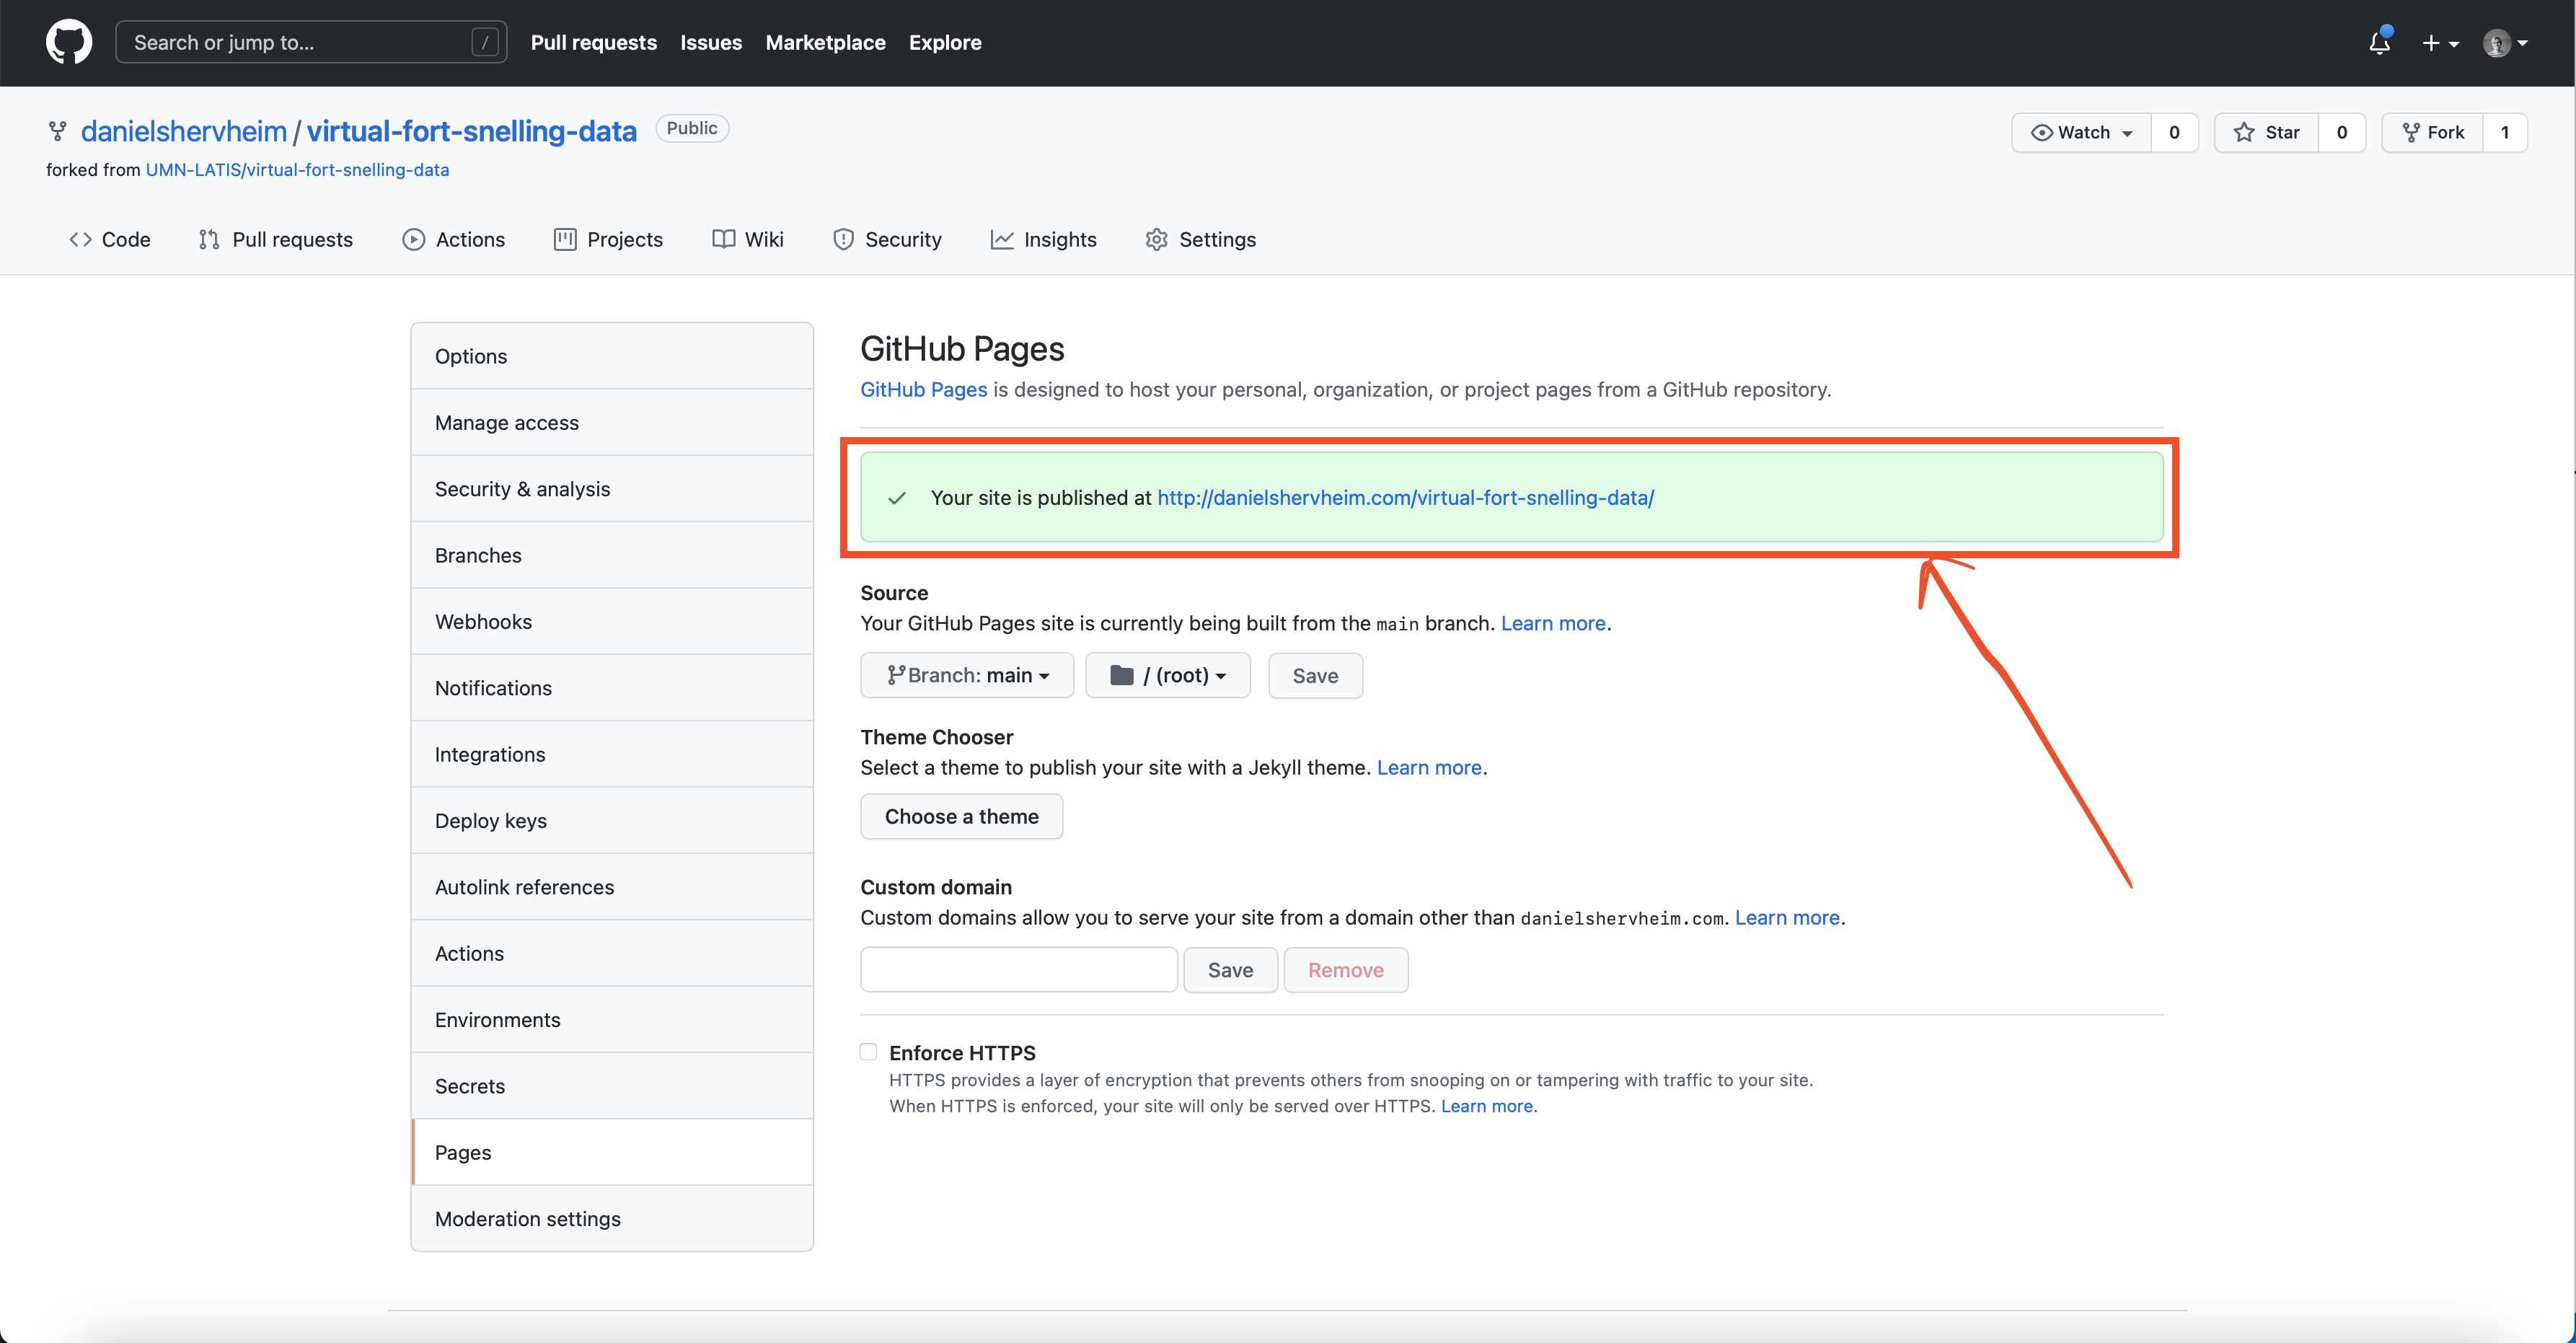 Search or jump to... /
Pull requests Issues Marketplace Explore
danielshervheim / virtual-fort-snelling-data Public
Watch 0 Star 0 Fork 1
forked from UMN-LATIS/virtual-fort-snelling-data
Code Pull requests Actions Projects Wiki Security Insights Settings
Options
Manage access
Security & analysis
Branches
Webhooks
Notifications
Integrations
Deploy keys
Autolink references
Actions
Environments
Secrets
Pages
Moderation settings
GitHub Pages
GitHub Pages is designed to host your personal, organization, or project pages from a GitHub repository.
Your site is published at http://danielshervheim.com/virtual-fort-snelling-data/
Source
Your GitHub Pages site is currently being built from the main branch. Learn more.
Branch: main / (root) Save
Theme Chooser
Select a theme to publish your site with a Jekyll theme. Learn more.
Choose a theme
Custom domain
Custom domains allow you to serve your site from a domain other than danielshervheim.com. Learn more.
Save Remove
Enforce HTTPS
HTTPS provides a layer of encryption that prevents others from snooping on or tampering with traffic to your site.
When HTTPS is enforced, your site will only be served over HTTPS. Learn more.